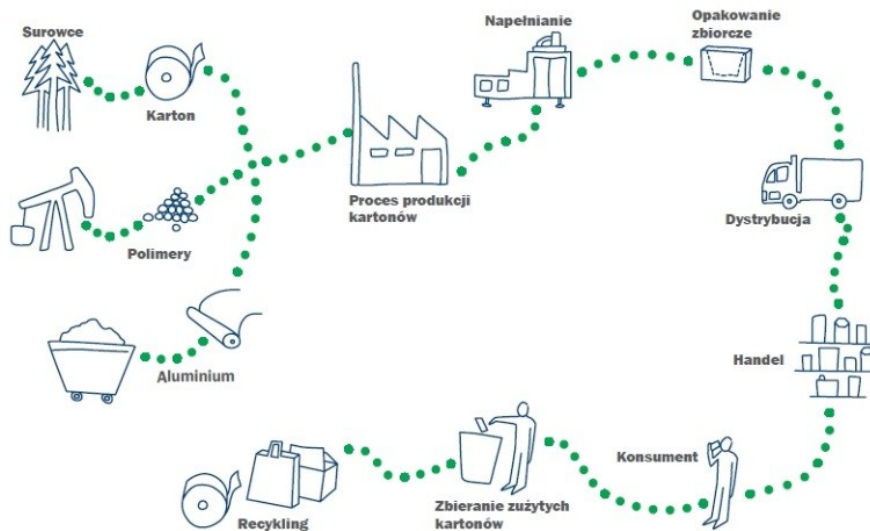 Surowce
Karton
Polimery
Aluminium
Proces produkcji
kartonów
Napełnianie
Opakowanie
zbiorcze
Dystrybucja
Handel
Konsument
Zbieranie zużytych
kartonów
Recykling